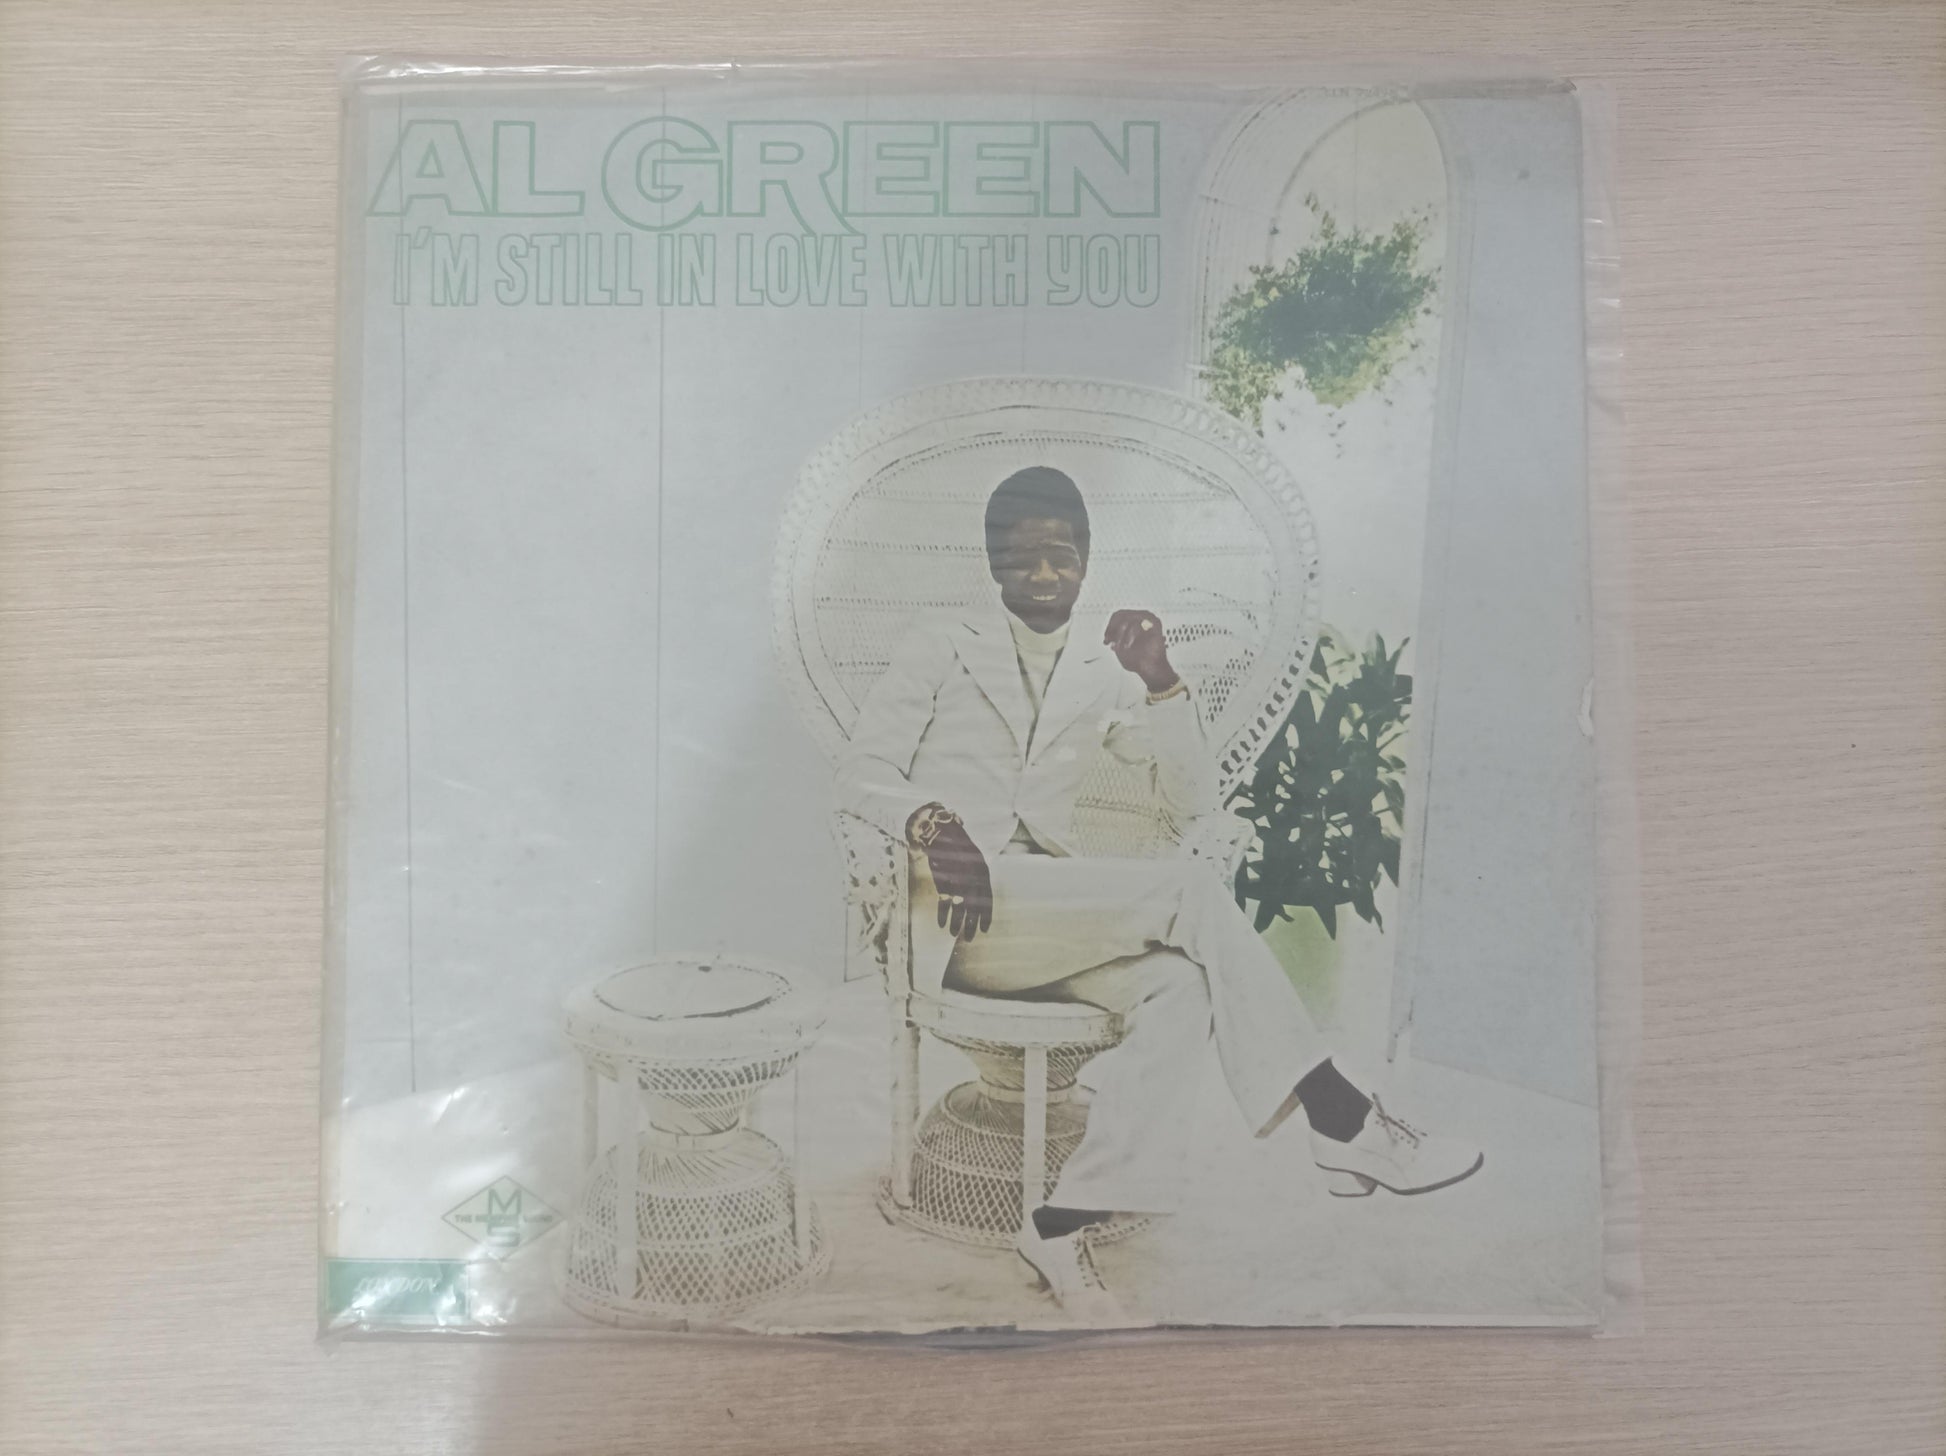 AL GREEN
I'M STILL IN LOVE WITH YOU
M
S
LONDON